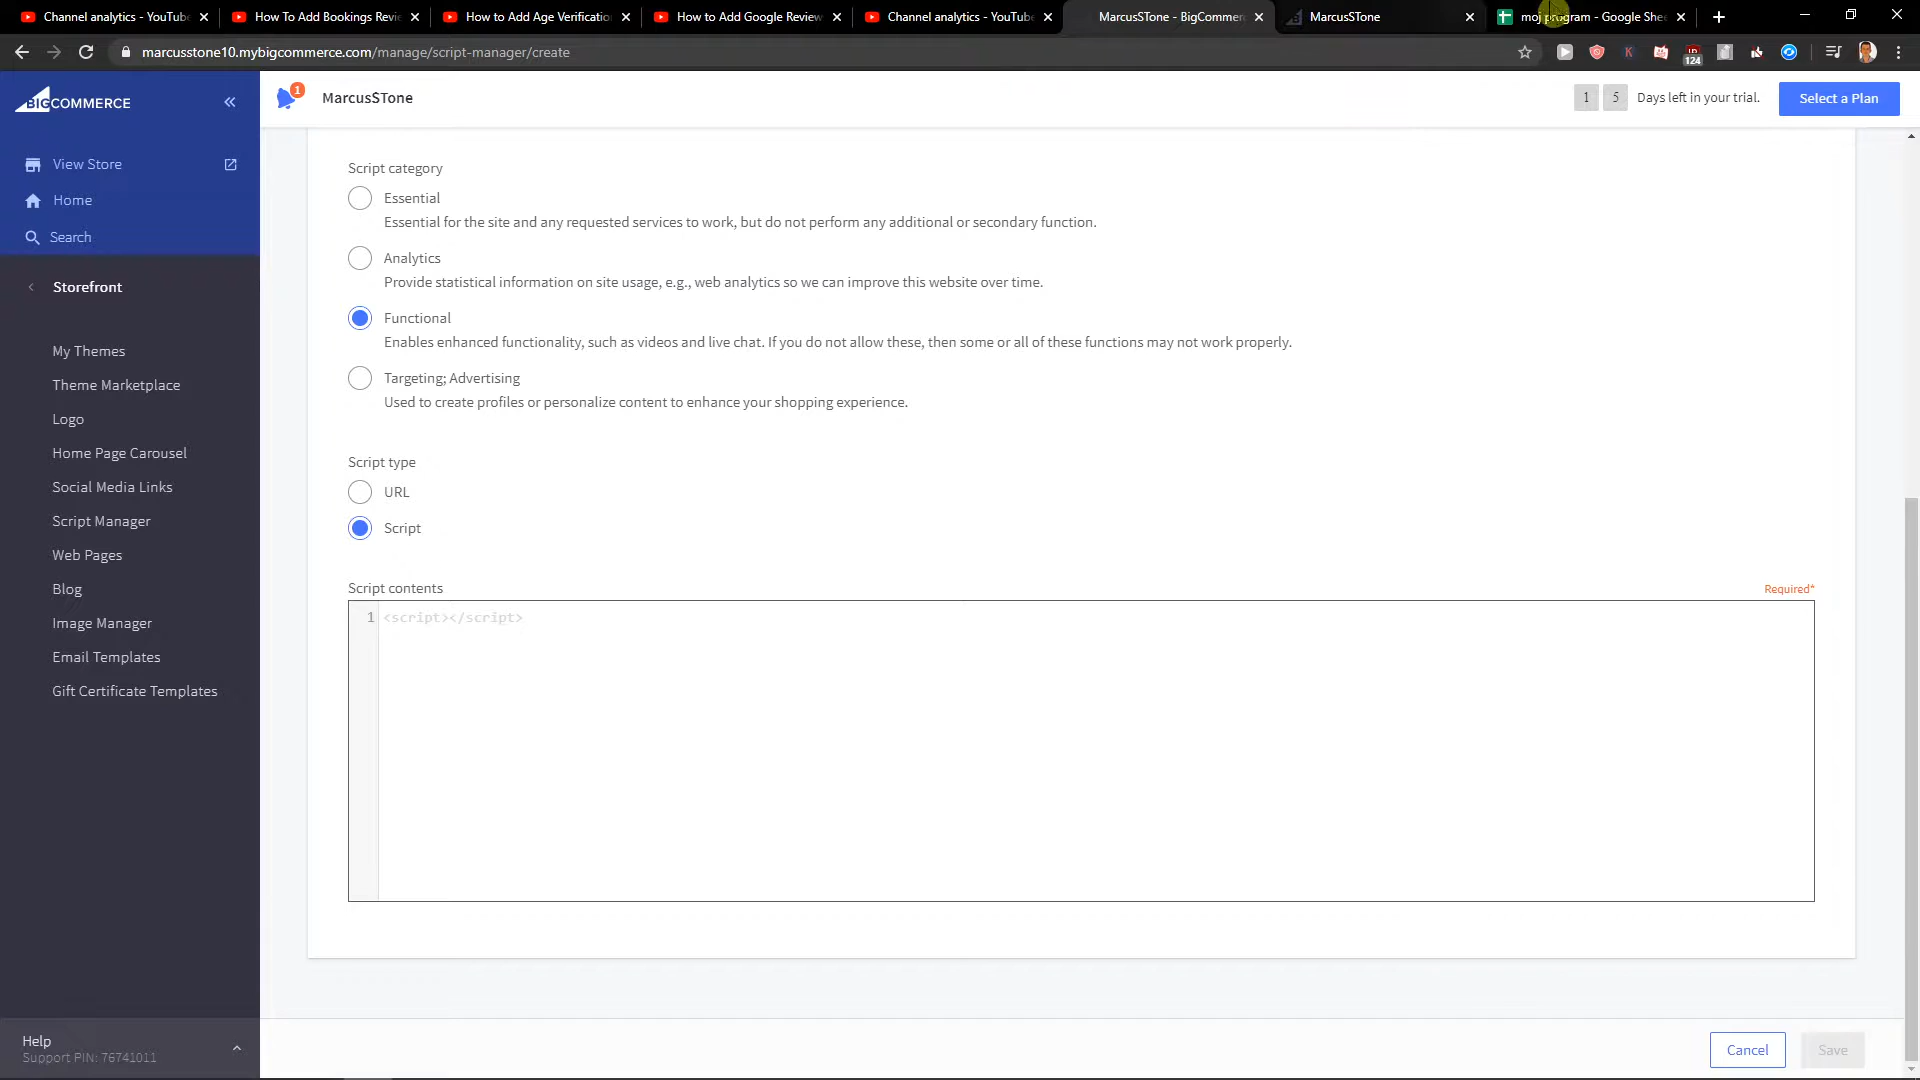 Channel analytics - YouTube
How To Add Bookings Revie
How to Add Age Verificatio
How to Add Google Review
Channel analytics - YouTube
MarcusSTone - BigCommerc
MarcusSTone
moj program - Google Shee
marcusstone10.mybigcommerce.com/manage/script-manager/create
124
BIGCOMMERCE
1
MarcusSTone
1 5 Days left in your trial.
Select a Plan
View Store
Home
Search
Storefront
My Themes
Theme Marketplace
Logo
Home Page Carousel
Social Media Links
Script Manager
Web Pages
Blog
Image Manager
Email Templates
Gift Certificate Templates
Help
Support PIN: 76741011
Script category
Essential
Essential for the site and any requested services to work, but do not perform any additional or secondary function.
Analytics
Provide statistical information on site usage, e.g., web analytics so we can improve this website over time.
Functional
Enables enhanced functionality, such as videos and live chat. If you do not allow these, then some or all of these functions may not work properly.
Targeting; Advertising
Used to create profiles or personalize content to enhance your shopping experience.
Script type
URL
Script
Script contents
Required*
1 <script></script>
Cancel
Save